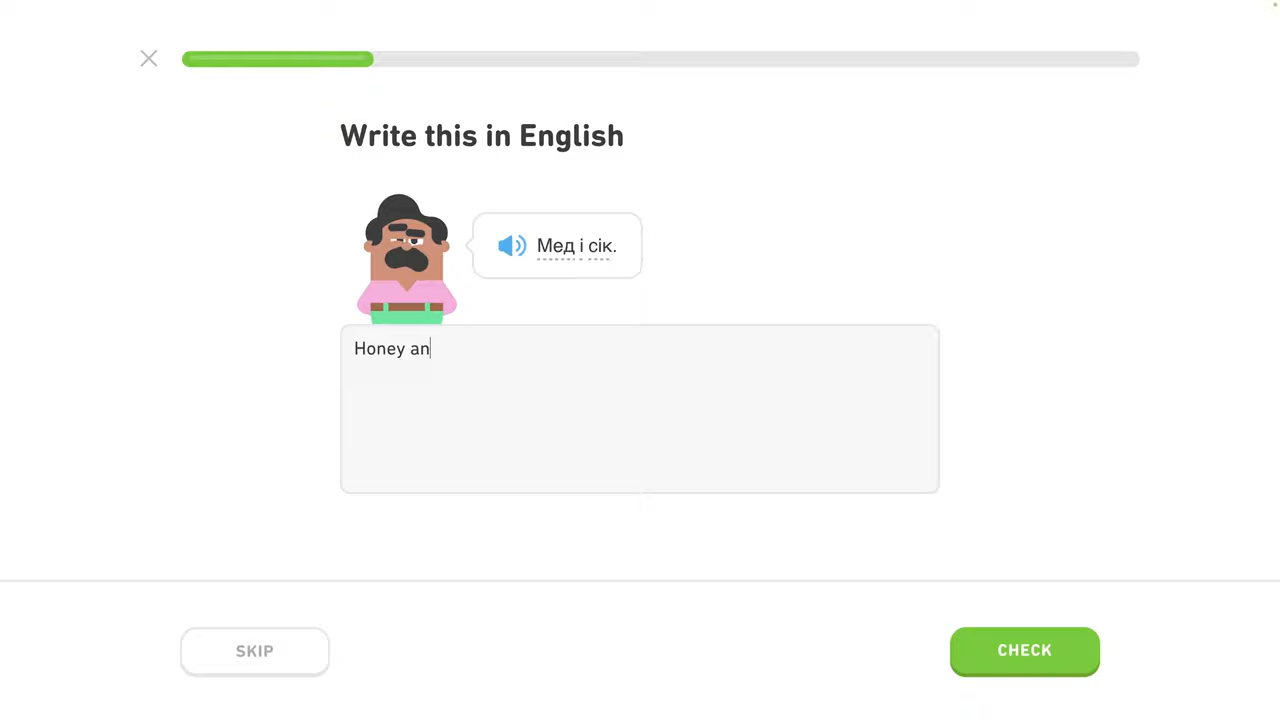 Write this in English
Мед і сік.
Honey an
SKIP
CHECK